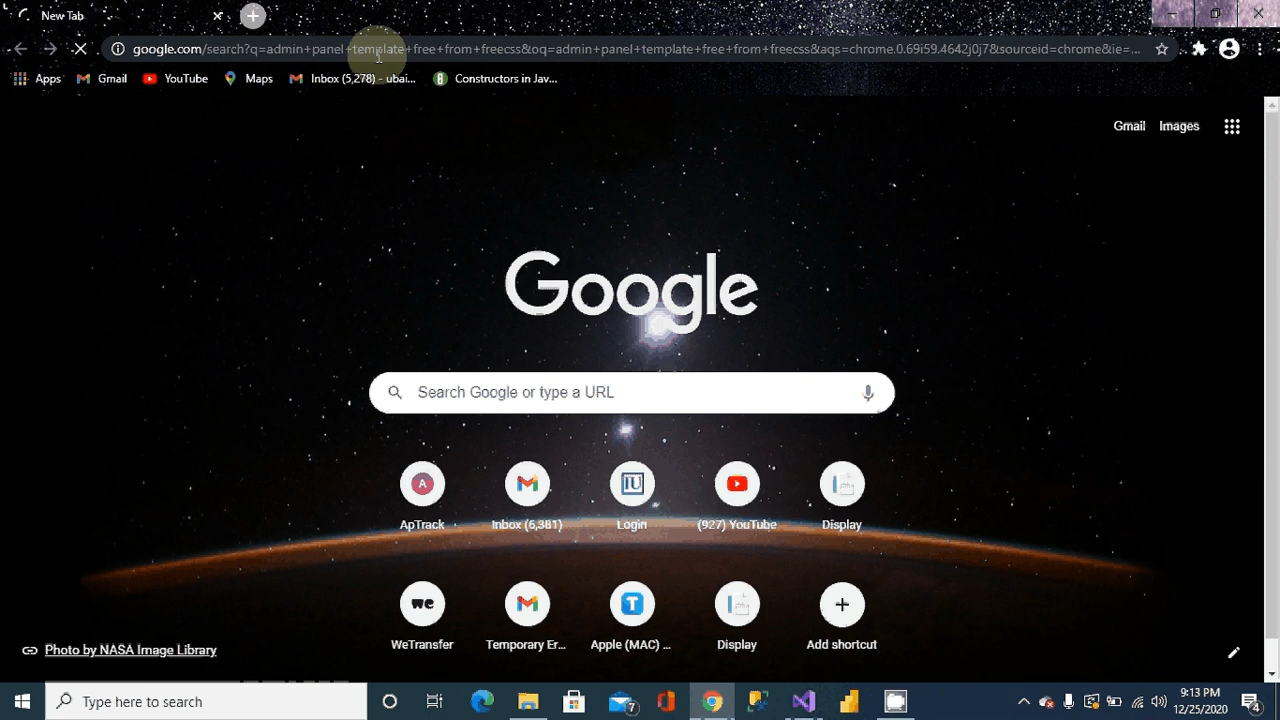 New Tab
google.com/search?q=admin+panel+template+free+from+freecss&oq=admin+panel+template+free+from+freecss&aqs=chrome.0.69i59.4642j0j7&sourceid=chrome&ie=...
Apps Gmail YouTube Maps Inbox (5,278) - ubai... Constructors in Jav...
Gmail Images
Google
Search Google or type a URL
A IU
ApTrack Inbox (6,381) Login (927) YouTube Display
we T
WeTransfer Temporary Er... Apple (MAC) ... Display Add shortcut
Photo by NASA Image Library
Type here to search
7
9:13 PM
12/25/2020
4